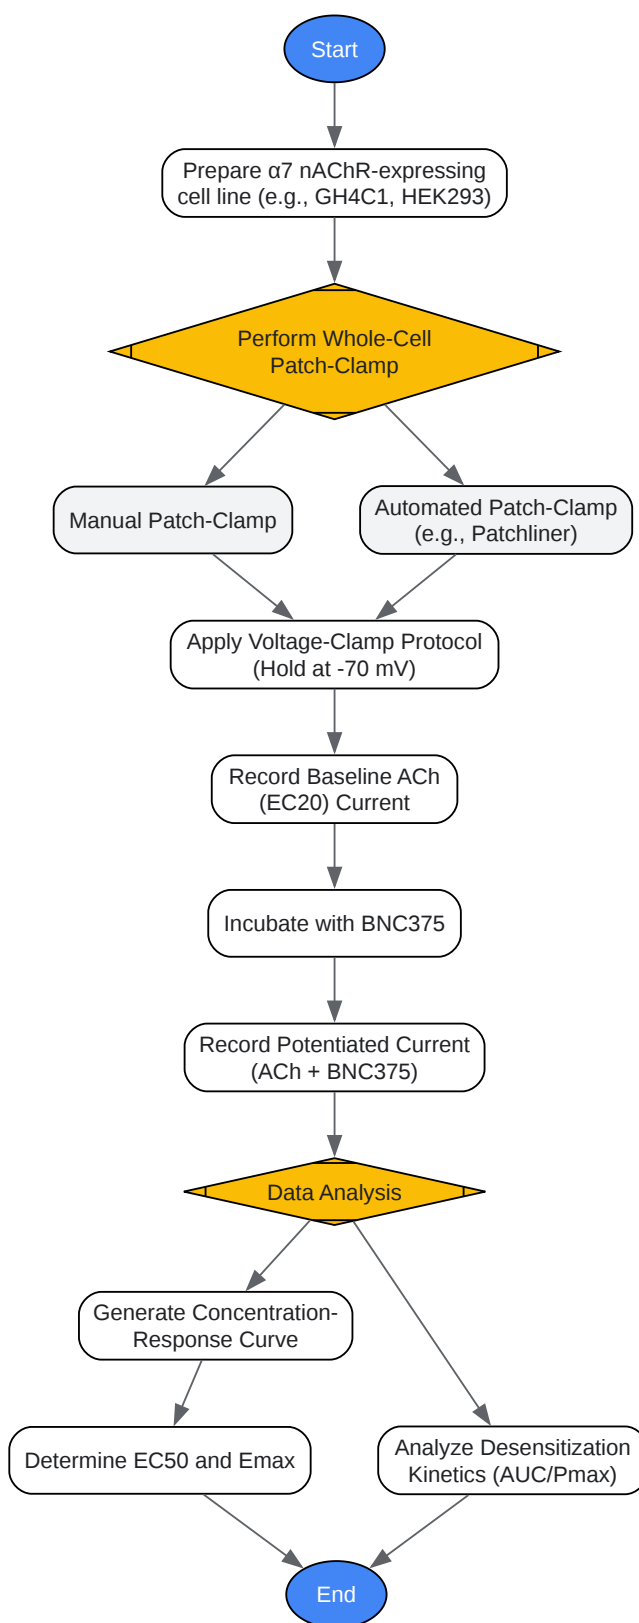 Start
Prepare α7 nAChR-expressing
cell line (e.g., GH4C1, HEK293)
Perform Whole-Cell
Patch-Clamp
Manual Patch-Clamp
Automated Patch-Clamp
(e.g., Patchliner)
Apply Voltage-Clamp Protocol
(Hold at -70 mV)
Record Baseline ACh
(EC20) Current
Incubate with BNC375
Record Potentiated Current
(ACh + BNC375)
Data Analysis
Generate Concentration-
Response Curve
Determine EC50 and Emax
Analyze Desensitization
Kinetics (AUC/Pmax)
End